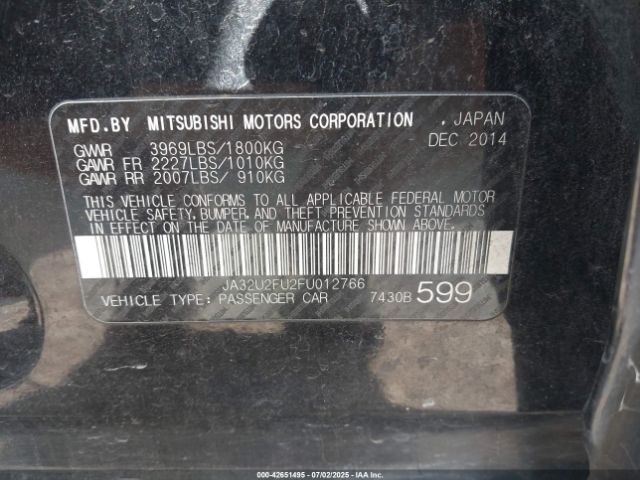 MFD.BY MITSUBISHI MOTORS CORPORATION , JAPAN
DEC 2014
GVWR 3969LBS/1800KG
GAWR FR 2227LBS/1010KG
GAWR RR 2007LBS/ 910KG
THIS VEHICLE CONFORMS TO ALL APPLICABLE FEDERAL MOTOR
VEHICLE SAFETY, BUMPER, AND THEFT PREVENTION STANDARDS
IN EFFECT ON THE DATE OF MANUFACTURE SHOWN ABOVE.
JA32U2FU2FU012766
VEHICLE TYPE: PASSENGER CAR 7430B 599
000-42651495 07/02/2025 IAAI.COM